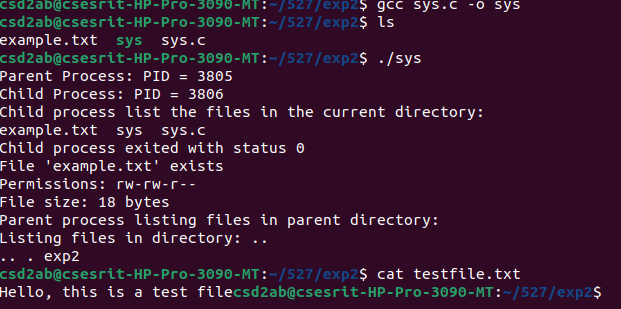 csd2ab@csesrit-HP-Pro-3090-MT:~/527/exp2$ gcc sys.c -o sys
csd2ab@csesrit-HP-Pro-3090-MT:~/527/exp2$ ls
example.txt  sys  sys.c
csd2ab@csesrit-HP-Pro-3090-MT:~/527/exp2$ ./sys
Parent Process: PID = 3805
Child Process: PID = 3806
Child process list the files in the current directory:
example.txt  sys  sys.c
Child process exited with status 0
File 'example.txt' exists
Permissions: rw-rw-r--
File size: 18 bytes
Parent process listing files in parent directory:
Listing files in directory: ..
.. . exp2
csd2ab@csesrit-HP-Pro-3090-MT:~/527/exp2$ cat testfile.txt
Hello, this is a test filecsd2ab@csesrit-HP-Pro-3090-MT:~/527/exp2$